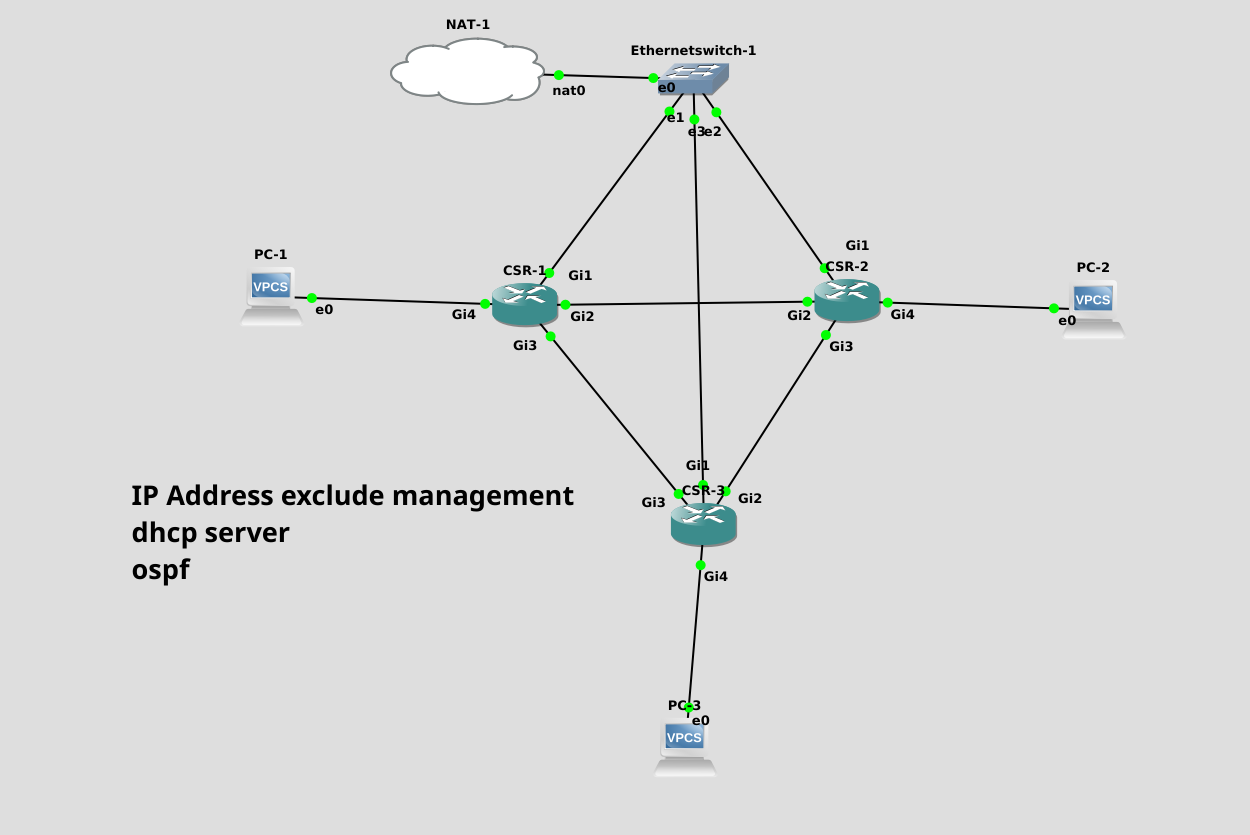 NAT-1
Ethernetswitch-1
nat0
e0
e1
e3
e2
PC-1
VPCS
e0
Gi4
CSR-1
Gi1
Gi2
Gi3
Gi1
CSR-2
Gi2
Gi4
Gi3
PC-2
VPCS
e0
IP Address exclude management
dhcp server
ospf
Gi1
CSR-3
Gi3
Gi2
Gi4
PC-3
e0
VPCS